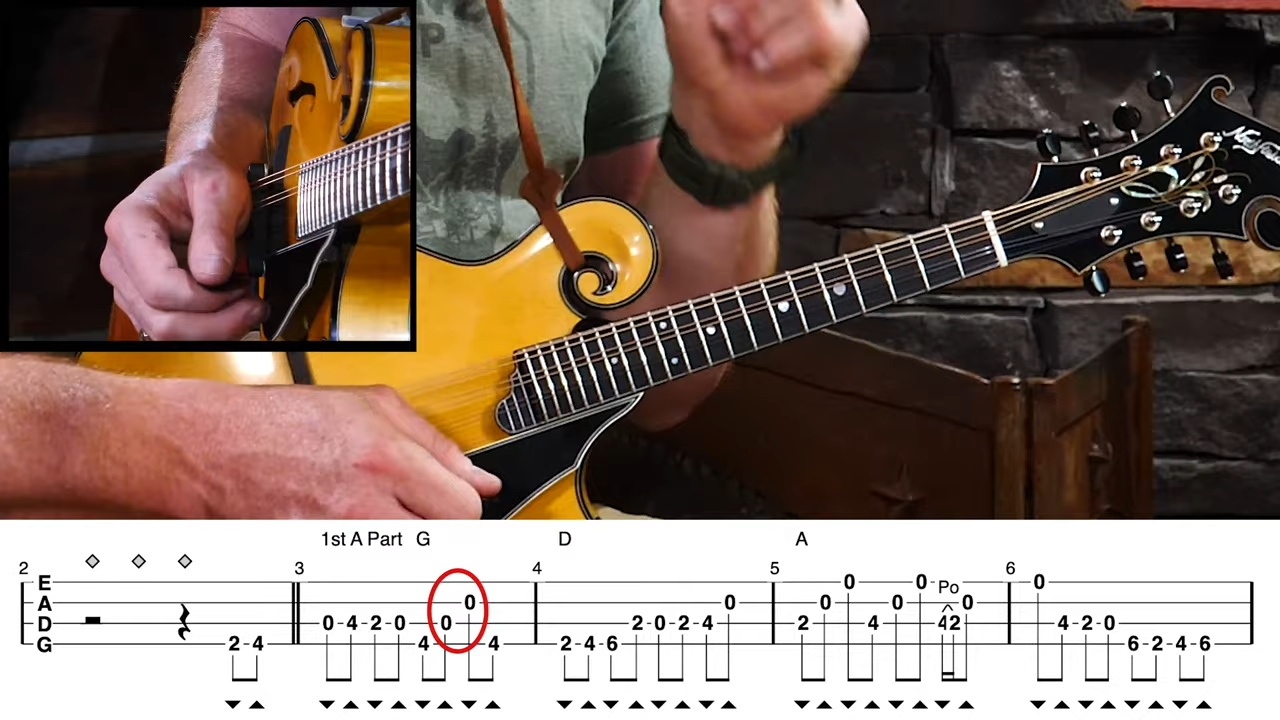 1st A Part G D A
2 3 4 5 6
E 0 0 0 Po
A 0 0 0 0 0
D 0 4 2 0 0 2 0 2 4 2 4 42 4 2 0
G 2 4 4 4 2 4 6 6 2 4 6